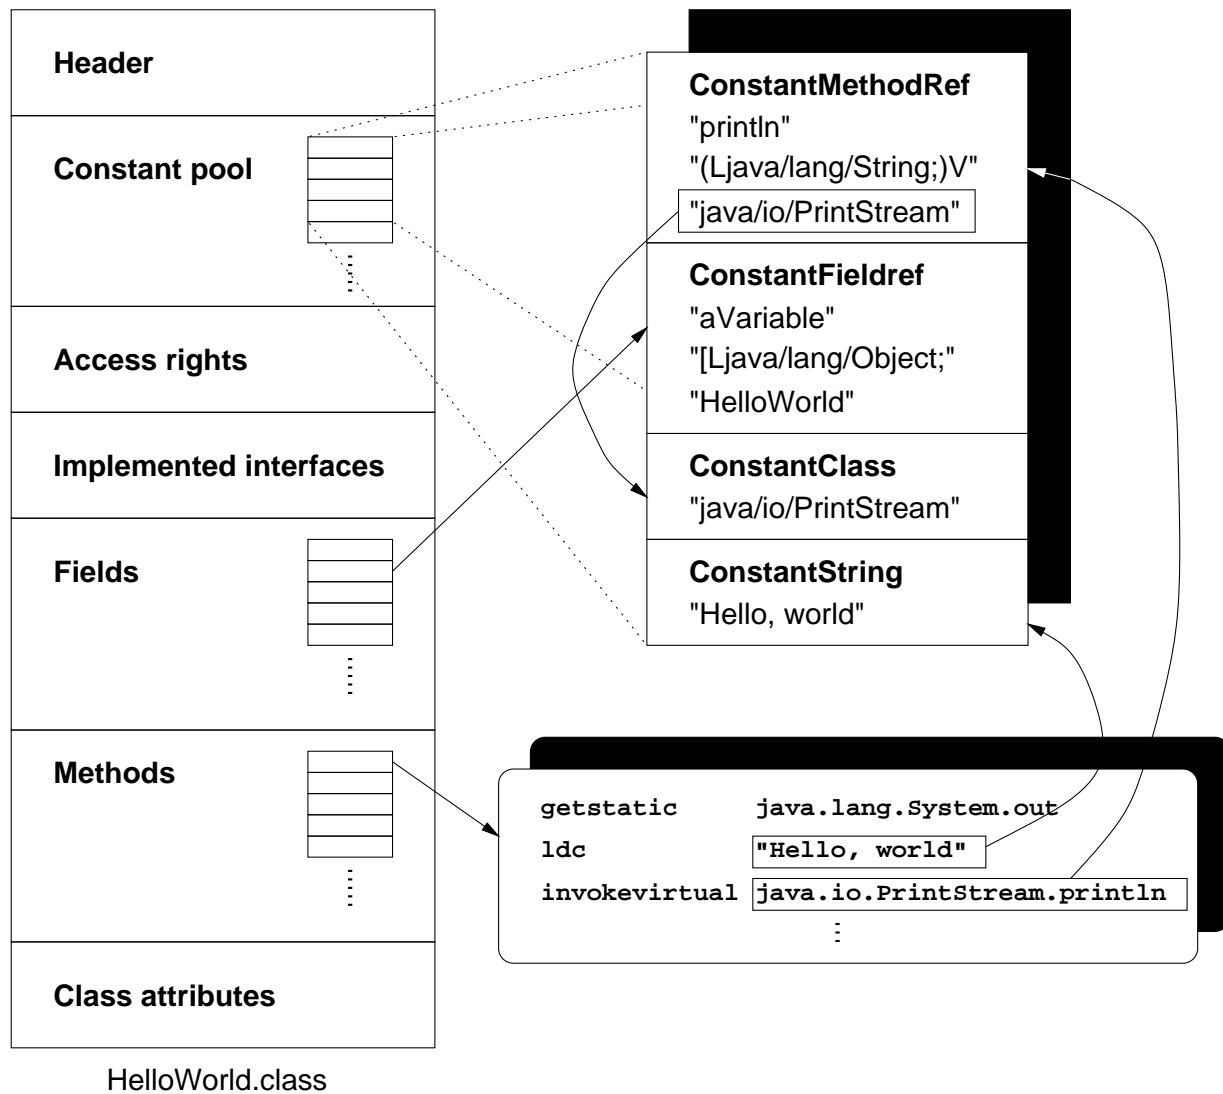 Header
Constant pool
Access rights
Implemented interfaces
Fields
Methods
Class attributes
HelloWorld.class
ConstantMethodRef
"println"
"(Ljava/lang/String;)V"
"java/io/PrintStream"
ConstantFieldref
"aVariable"
"[Ljava/lang/Object;"
"HelloWorld"
ConstantClass
"java/io/PrintStream"
ConstantString
"Hello, world"
getstatic java.lang.System.out
ldc "Hello, world"
invokevirtual java.io.PrintStream.println